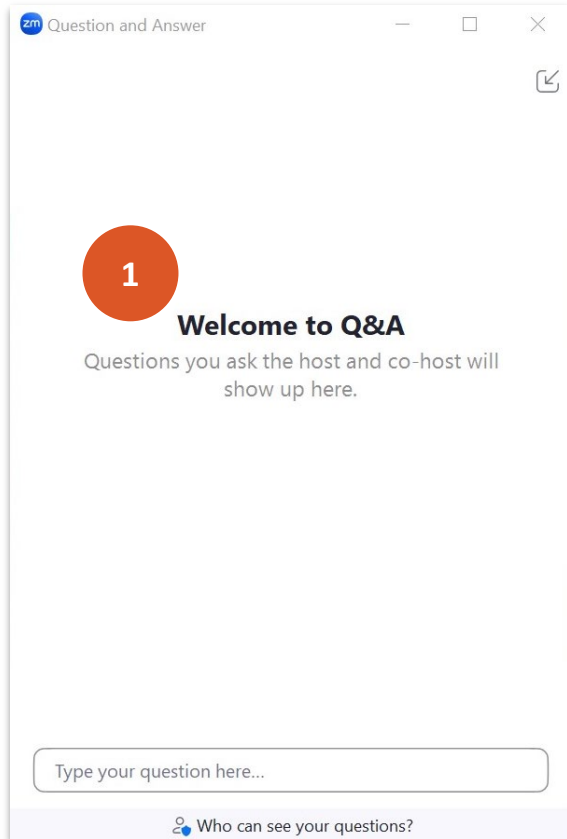 zm Question and Answer
1
Welcome to Q&A
Questions you ask the host and co-host will
show up here.
Type your question here...
Who can see your questions?